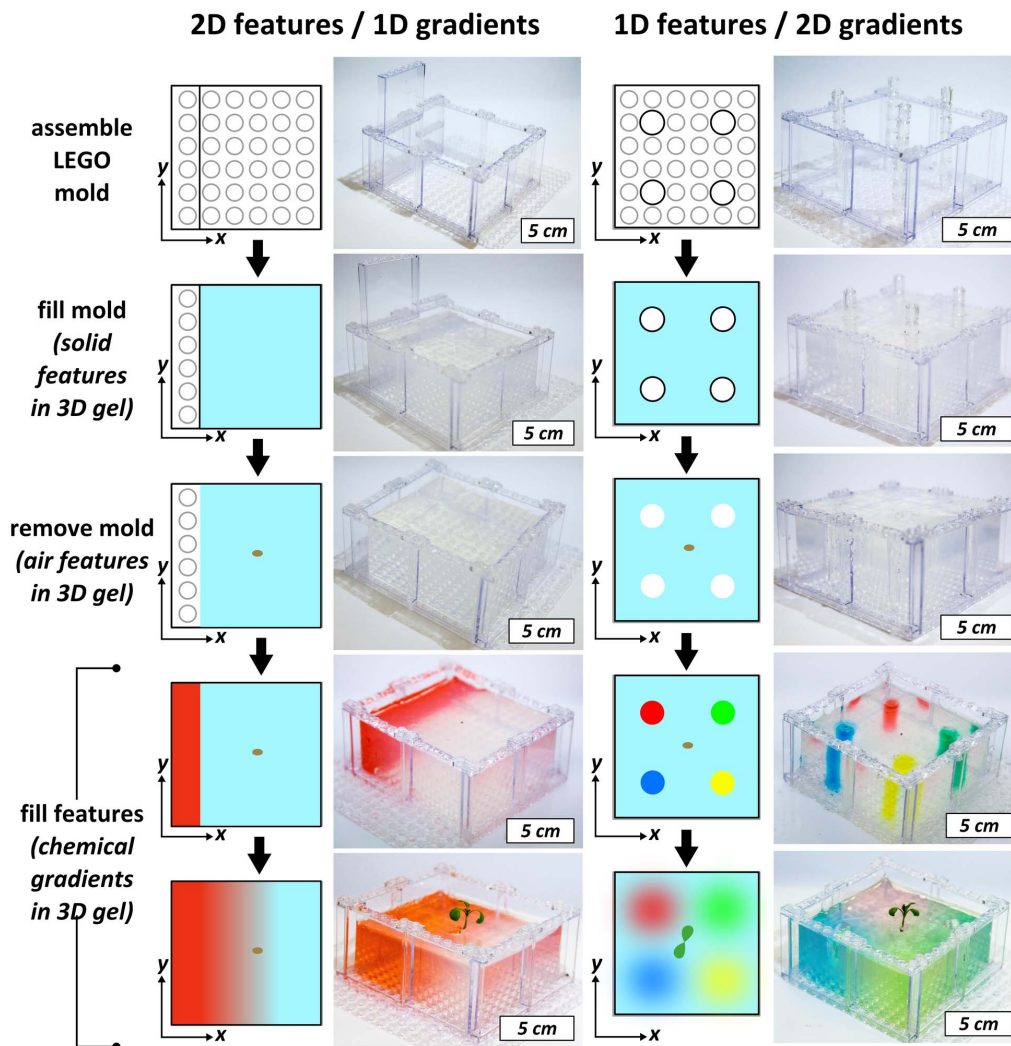 2D features / 1D gradients
1D features / 2D gradients
assemble
LEGO
mold
y
x
5 cm
y
x
5 cm
fill mold
(solid
features
in 3D gel)
y
x
5 cm
y
x
5 cm
remove mold
(air features
in 3D gel)
y
x
5 cm
y
x
5 cm
fill features
(chemical
gradients
in 3D gel)
y
x
5 cm
y
x
5 cm
y
x
5 cm
y
x
5 cm